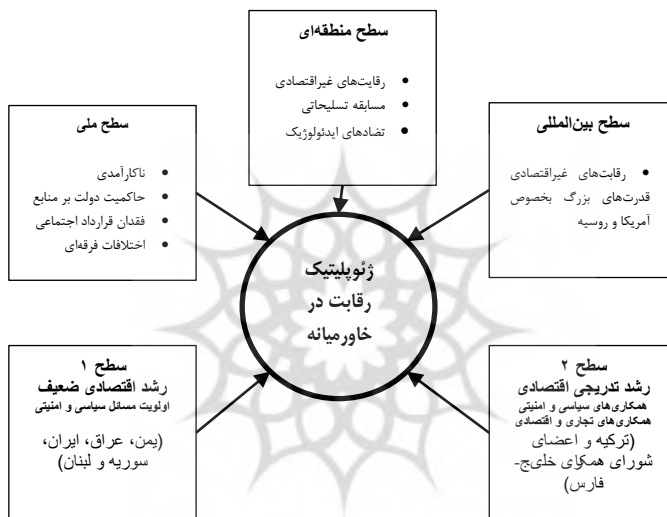 سطح منطقه‌ای
رقابت‌های غیراقتصادی
مسابقه تسلیحاتی
تضادهای ایدئولوژیک
سطح بین‌المللی
رقابت‌های غیراقتصادی
قدرت‌های بزرگ بخصوص
آمریکا و روسیه
سطح ملی
ناکارآمدی
حاکمیت دولت بر منابع
فقدان قرارداد اجتماعی
اختلافات فرقه‌ای
ژئوپلیتیک
رقابت در
خاورمیانه
سطح ۲
رشد تدریجی اقتصادی
همکاری‌های سیاسی و امنیتی
همکاری‌های تجاری و اقتصادی
(ترکیه و اعضای
شورای همکای خلیج-
فارس)
سطح ۱
رشد اقتصادی ضعیف
اولویت مسائل سیاسی و امنیتی
(یمن، عراق، ایران،
سوریه و لبنان)